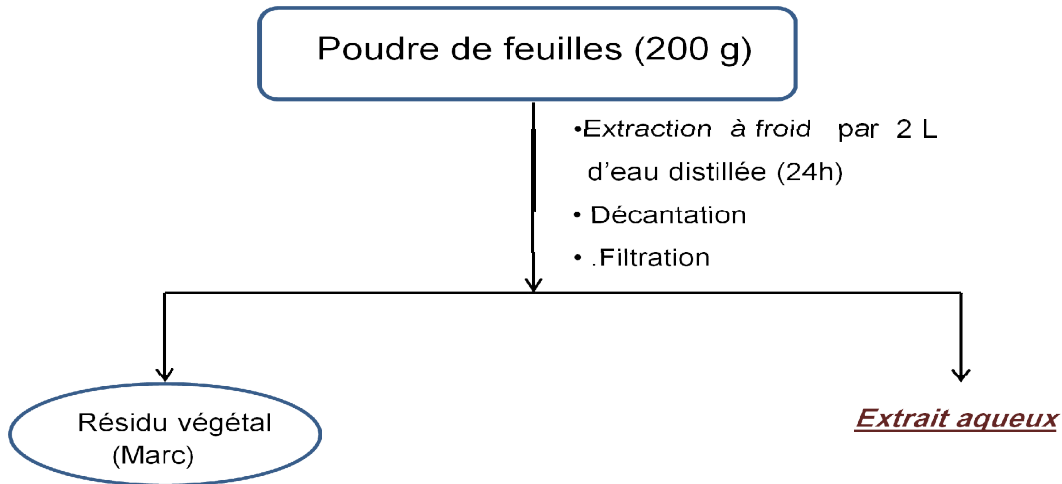 Poudre de feuilles (200 g)
•Extraction à froid par 2 L
d'eau distillée (24h)
• Décantation
• .Filtration
Résidu végétal
(Marc)
Extrait aqueux